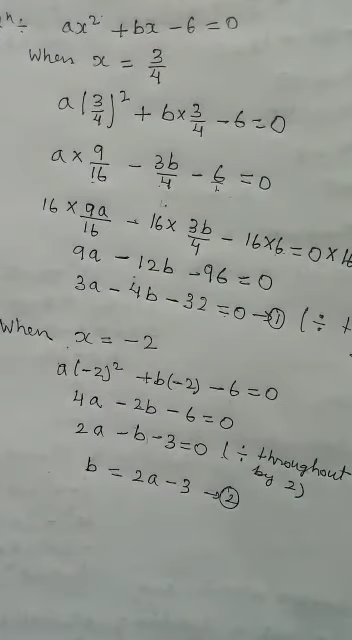 ax² + bx - 6 = 0
When x = 3/4
a(3/4)² + b × 3/4 - 6 = 0
a × 9/16 - 3b/4 - 6/1 = 0
16 × 9a/16 - 16 × 3b/4 - 16×6 = 0 × 16
9a - 12b - 96 = 0
3a - 4b - 32 = 0 → ① (÷
When x = -2
a(-2)² + b(-2) - 6 = 0
4a - 2b - 6 = 0
2a - b - 3 = 0 (÷ throughout
by 2)
b = 2a - 3 → ②